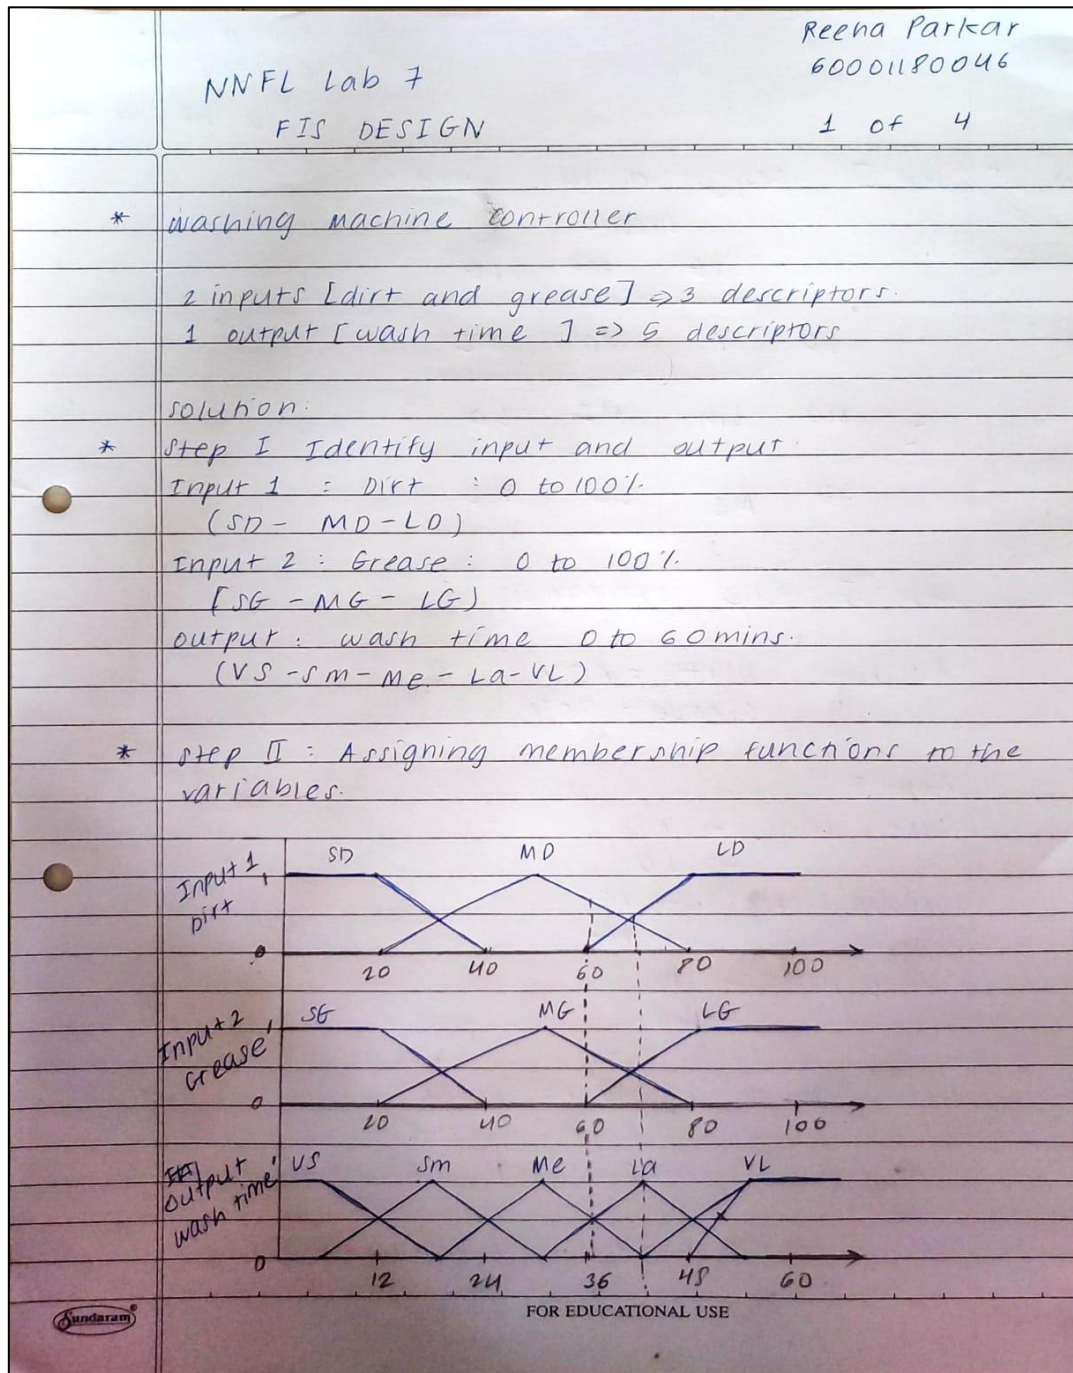 Reena Parkar
60001180046
NNFL Lab 7
FIS DESIGN
1 of 4
* Washing machine controller
2 inputs [dirt and grease] => 3 descriptors.
1 output [wash time ] => 5 descriptors
solution:
* Step I Identify input and output
Input 1 : Dirt : 0 to 100%.
(SD - MD - LD)
Input 2 : Grease : 0 to 100%.
[SG - MG - LG)
output : wash time 0 to 60 mins.
(VS - Sm - Me - La - VL)
* Step II : Assigning membership functions to the
variables.
SD MD LD
Input 1 1
Dirt
0
20 40 60 80 100
SG MG LG
Input 2 1
Grease
0
20 40 60 80 100
VS Sm Me La VL
Output 1
wash time
0
12 24 36 48 60
Sundaram®
FOR EDUCATIONAL USE